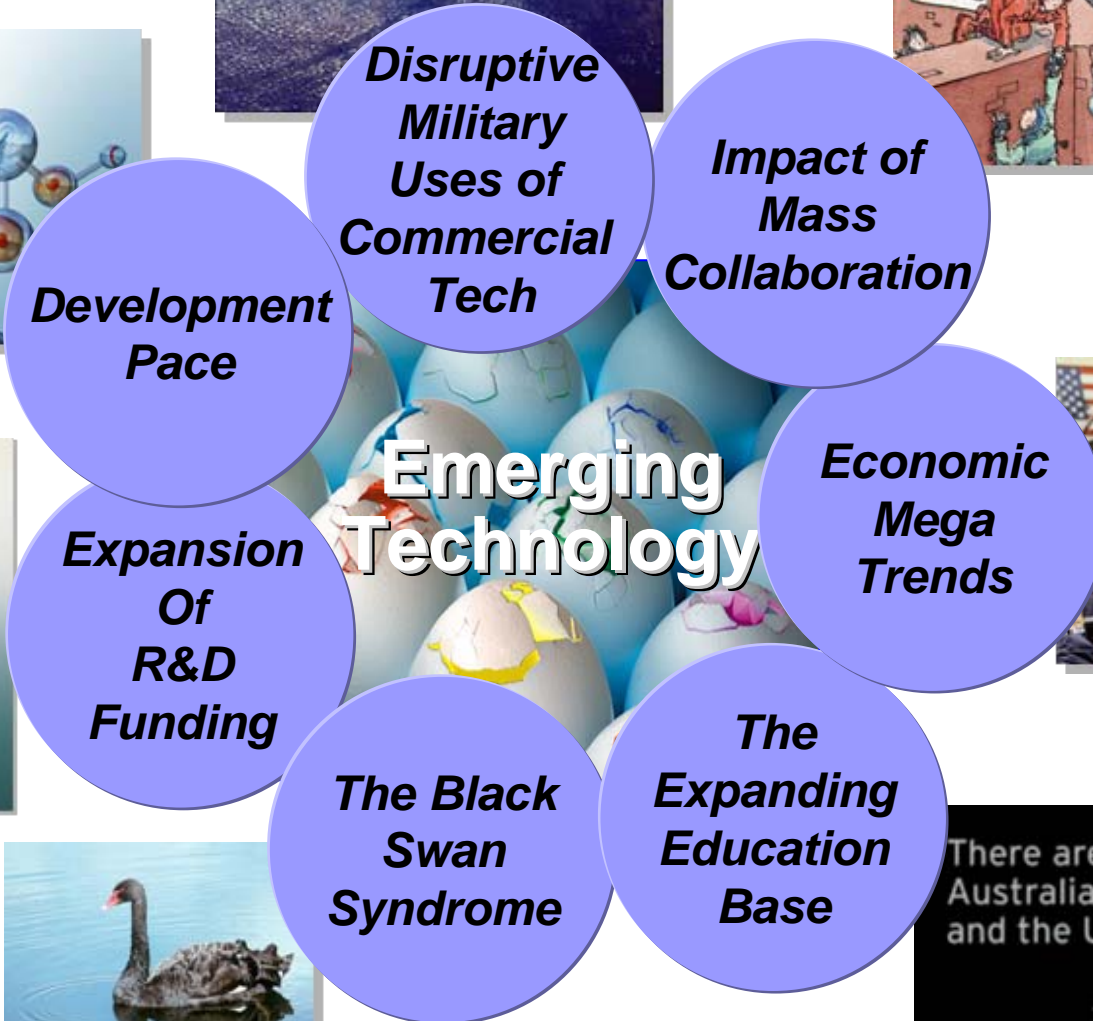 Disruptive
Military
Uses of
Commercial
Tech
Impact of
Mass
Collaboration
Development
Pace
Emerging
Technology
Economic
Mega
Trends
Expansion
Of
R&D
Funding
The Black
Swan
Syndrome
The
Expanding
Education
Base
There are
Australia
and the U